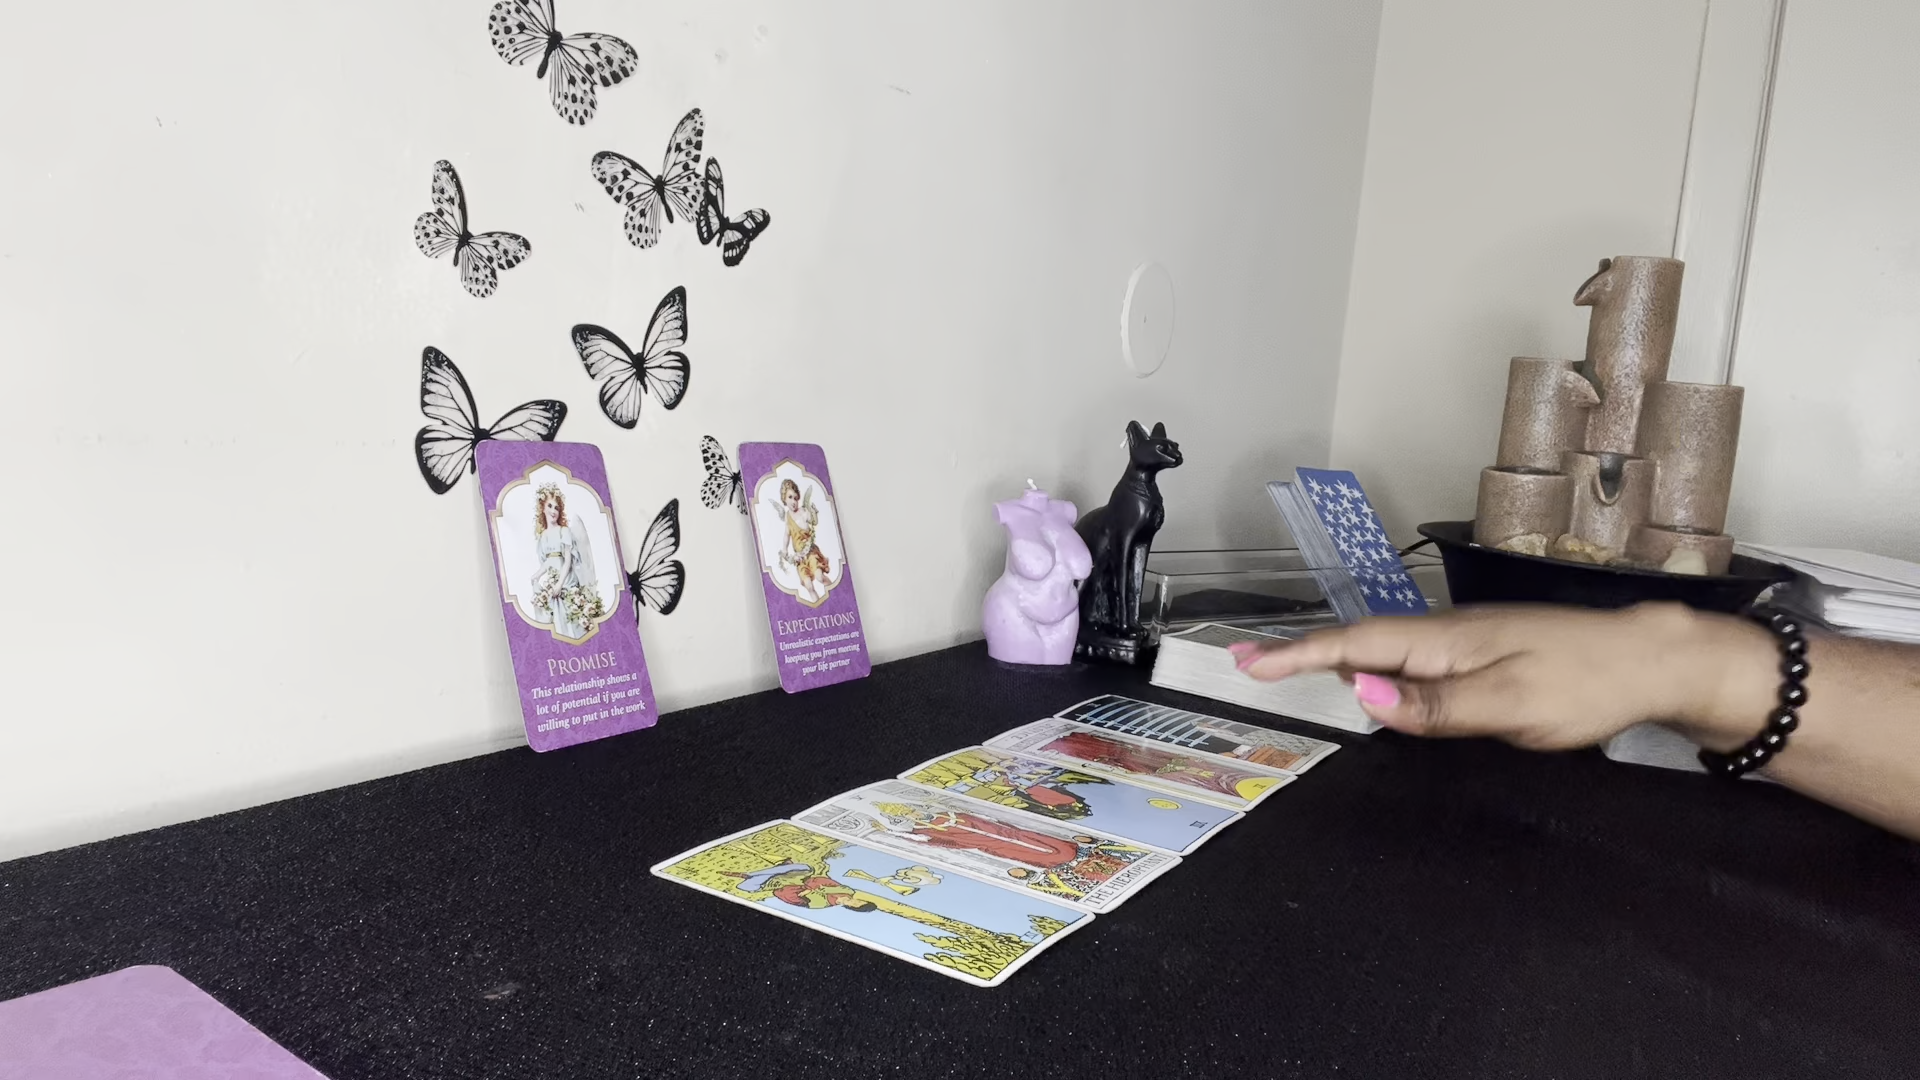 PROMISE
This relationship shows a
lot of potential if you are
willing to put in the work
EXPECTATIONS
Unrealistic expectations are
keeping you from meeting
your life partner
THE HIEROPHANT